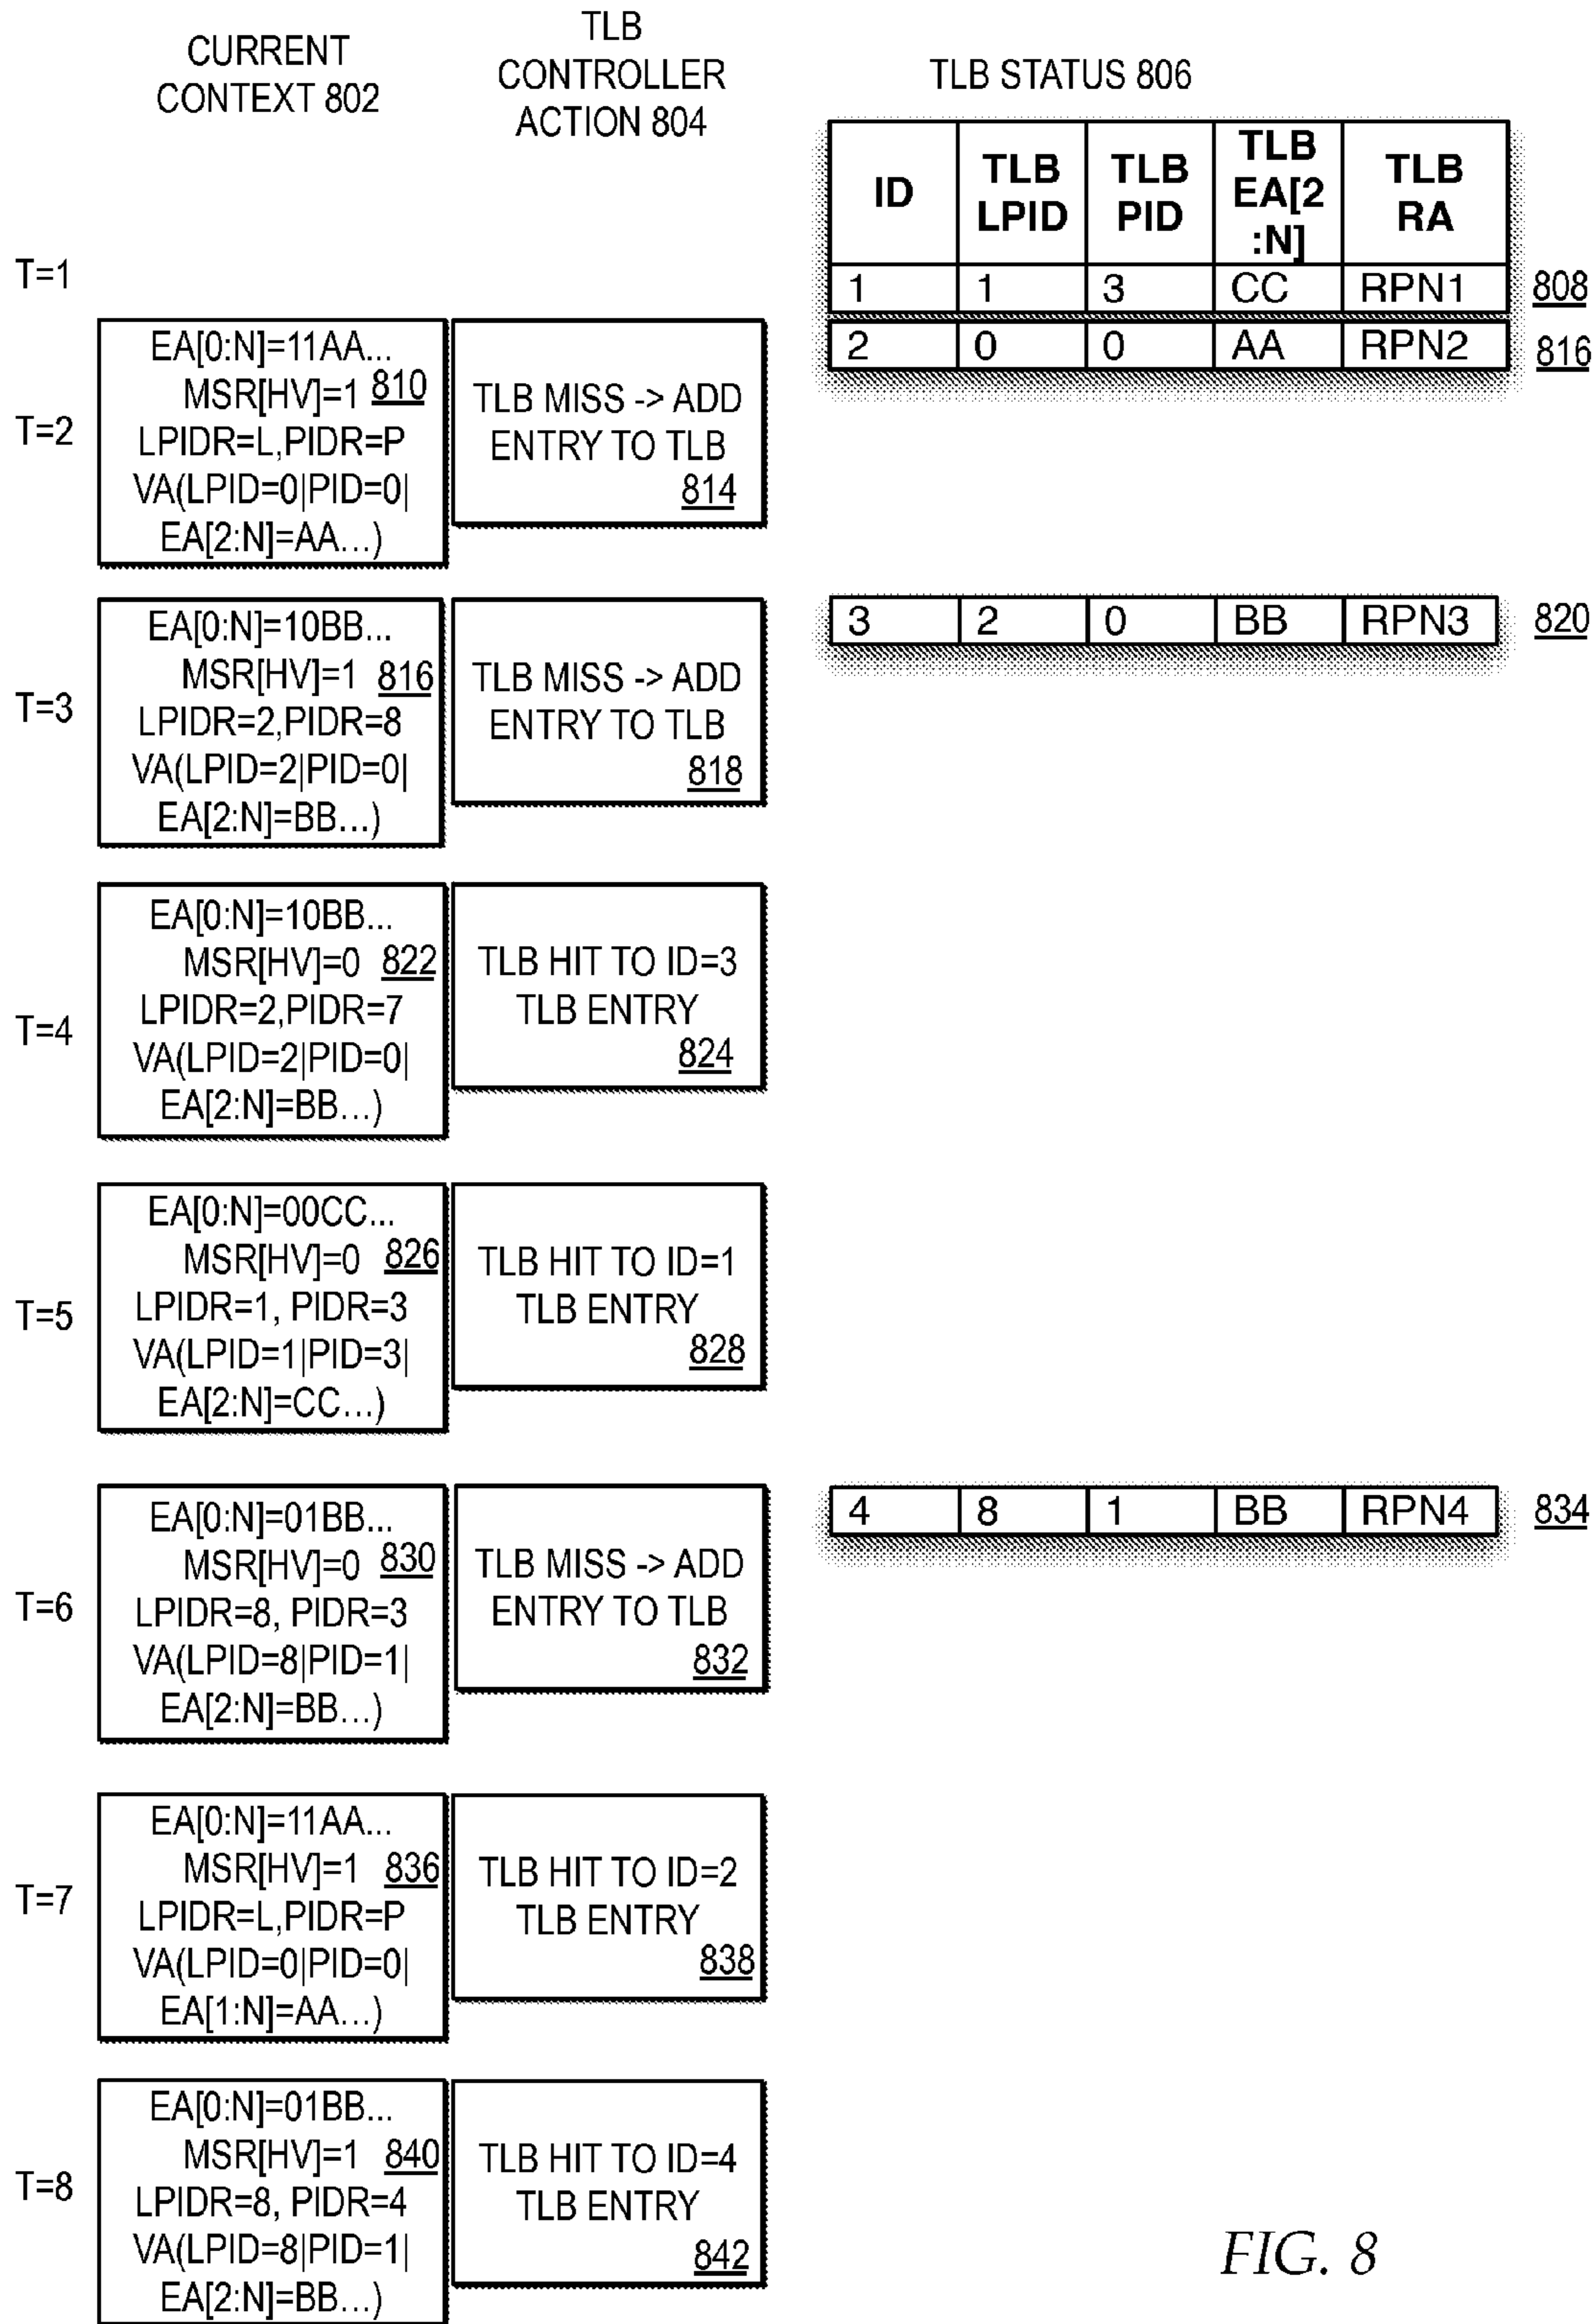 CURRENT
CONTEXT 802
TLB
CONTROLLER
ACTION 804
TLB STATUS 806
ID
TLB
LPID
TLB
PID
TLB
EA[2
:N]
TLB
RA
T=1
1 1 3 CC RPN1 808
2 0 0 AA RPN2 816
T=2
EA[0:N]=11AA...
MSR[HV]=1 810
LPIDR=L,PIDR=P
VA(LPID=0|PID=0|
EA[2:N]=AA...)
TLB MISS -> ADD
ENTRY TO TLB
814
T=3
EA[0:N]=10BB...
MSR[HV]=1 816
LPIDR=2,PIDR=8
VA(LPID=2|PID=0|
EA[2:N]=BB...)
TLB MISS -> ADD
ENTRY TO TLB
818
3 2 0 BB RPN3 820
T=4
EA[0:N]=10BB...
MSR[HV]=0 822
LPIDR=2,PIDR=7
VA(LPID=2|PID=0|
EA[2:N]=BB...)
TLB HIT TO ID=3
TLB ENTRY
824
T=5
EA[0:N]=00CC...
MSR[HV]=0 826
LPIDR=1, PIDR=3
VA(LPID=1|PID=3|
EA[2:N]=CC...)
TLB HIT TO ID=1
TLB ENTRY
828
T=6
EA[0:N]=01BB...
MSR[HV]=0 830
LPIDR=8, PIDR=3
VA(LPID=8|PID=1|
EA[2:N]=BB...)
TLB MISS -> ADD
ENTRY TO TLB
832
4 8 1 BB RPN4 834
T=7
EA[0:N]=11AA...
MSR[HV]=1 836
LPIDR=L,PIDR=P
VA(LPID=0|PID=0|
EA[1:N]=AA...)
TLB HIT TO ID=2
TLB ENTRY
838
T=8
EA[0:N]=01BB...
MSR[HV]=1 840
LPIDR=8, PIDR=4
VA(LPID=8|PID=1|
EA[2:N]=BB...)
TLB HIT TO ID=4
TLB ENTRY
842
FIG. 8